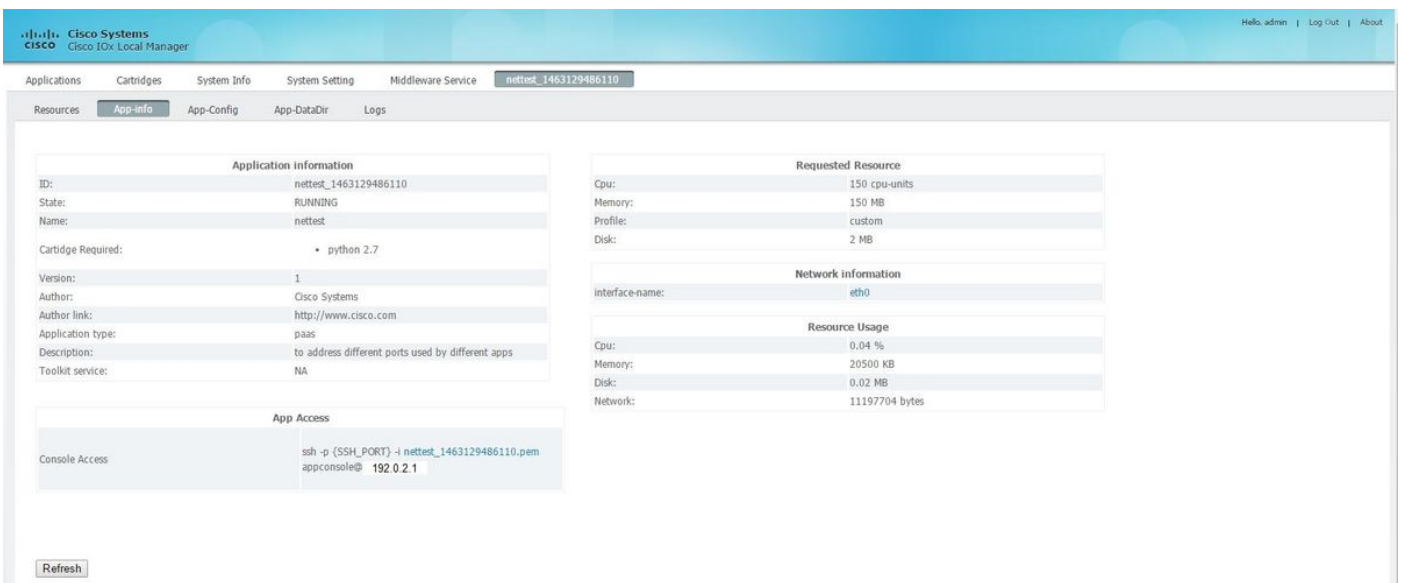 Hello, admin | Log Out | About
Cisco Systems
CISCO Cisco IOx Local Manager
Applications Cartridges System Info System Setting Middleware Service nettest_1463129486110
Resources App-info App-Config App-DataDir Logs
Application information
ID: nettest_1463129486110
State: RUNNING
Name: nettest
Cartidge Required: • python 2.7
Version: 1
Author: Cisco Systems
Author link: http://www.cisco.com
Application type: paas
Description: to address different ports used by different apps
Toolkit service: NA
App Access
Console Access
ssh -p {SSH_PORT} -i nettest_1463129486110.pem
appconsole@ 192.0.2.1
Requested Resource
Cpu: 150 cpu-units
Memory: 150 MB
Profile: custom
Disk: 2 MB
Network information
interface-name: eth0
Resource Usage
Cpu: 0.04 %
Memory: 20500 KB
Disk: 0.02 MB
Network: 11197704 bytes
Refresh